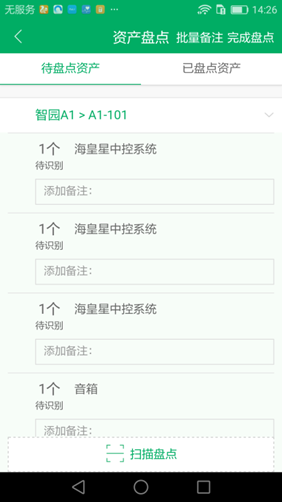 无服务 14:26
资产盘点 批量备注 完成盘点
待盘点资产 已盘点资产
智园A1 > A1-101
1个 海皇星中控系统
待识别
添加备注:
1个 海皇星中控系统
待识别
添加备注:
1个 海皇星中控系统
待识别
添加备注:
1个 音箱
待识别
添加备注:
扫描盘点